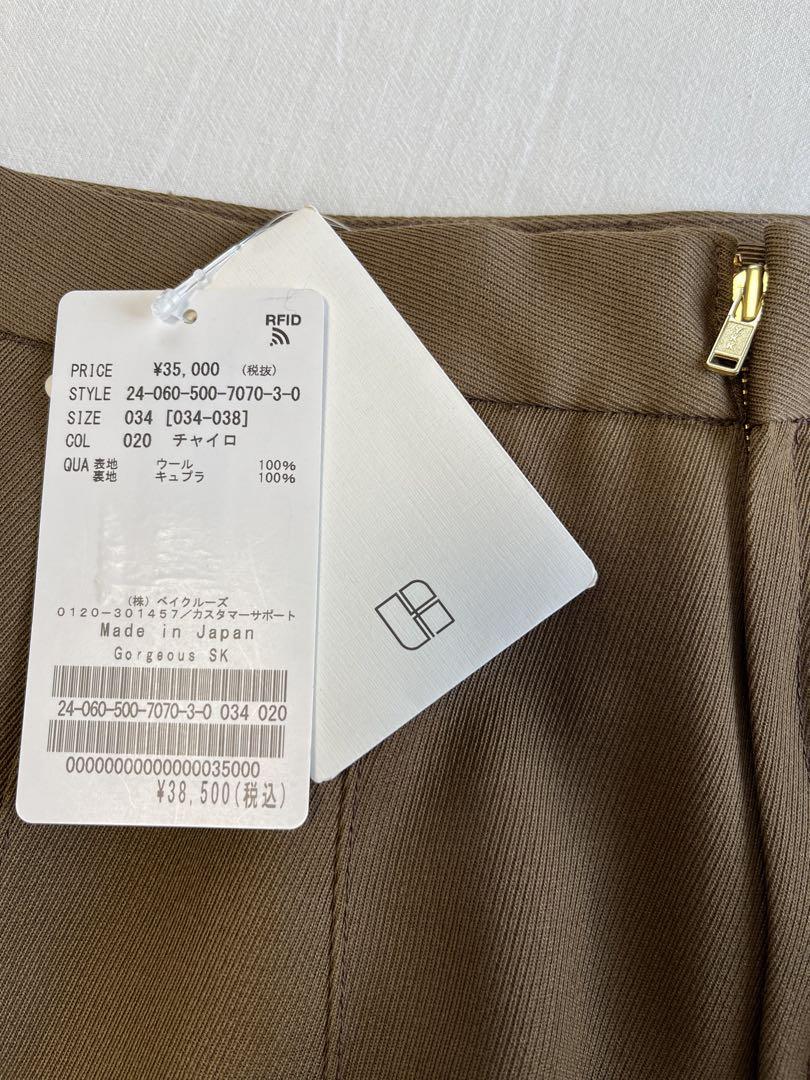 RFID
PRICE ¥35,000 (税抜)
STYLE 24-060-500-7070-3-0
SIZE 034 [034-038]
COL 020 チャイロ
QUA 表地 ウール 100%
裏地 キュプラ 100%
(株) ベイクルーズ
0120-301457/カスタマーサポート
Made in Japan
Gorgeous SK
24-060-500-7070-3-0 034 020
00000000000000035000
¥38,500(税込)
YKK